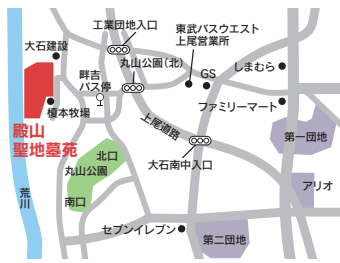 工業団地入口
東武バスウエスト
上尾営業所
大石建設
丸山公園(北)
畔吉
バス停
GS
しまむら
榎本牧場
ファミリーマート
殿山
聖地墓苑
上尾道路
第一団地
北口
丸山公園
大石南中入口
荒川
南口
アリオ
セブンイレブン
第二団地